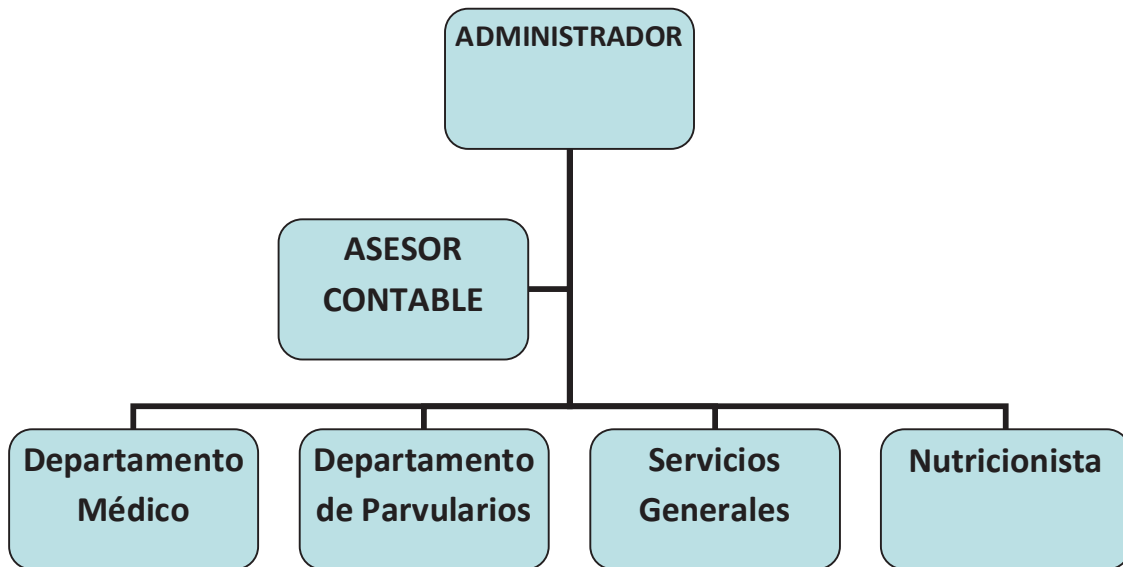 ADMINISTRADOR
ASESOR
CONTABLE
Departamento
Médico
Departamento
de Parvularios
Servicios
Generales
Nutricionista